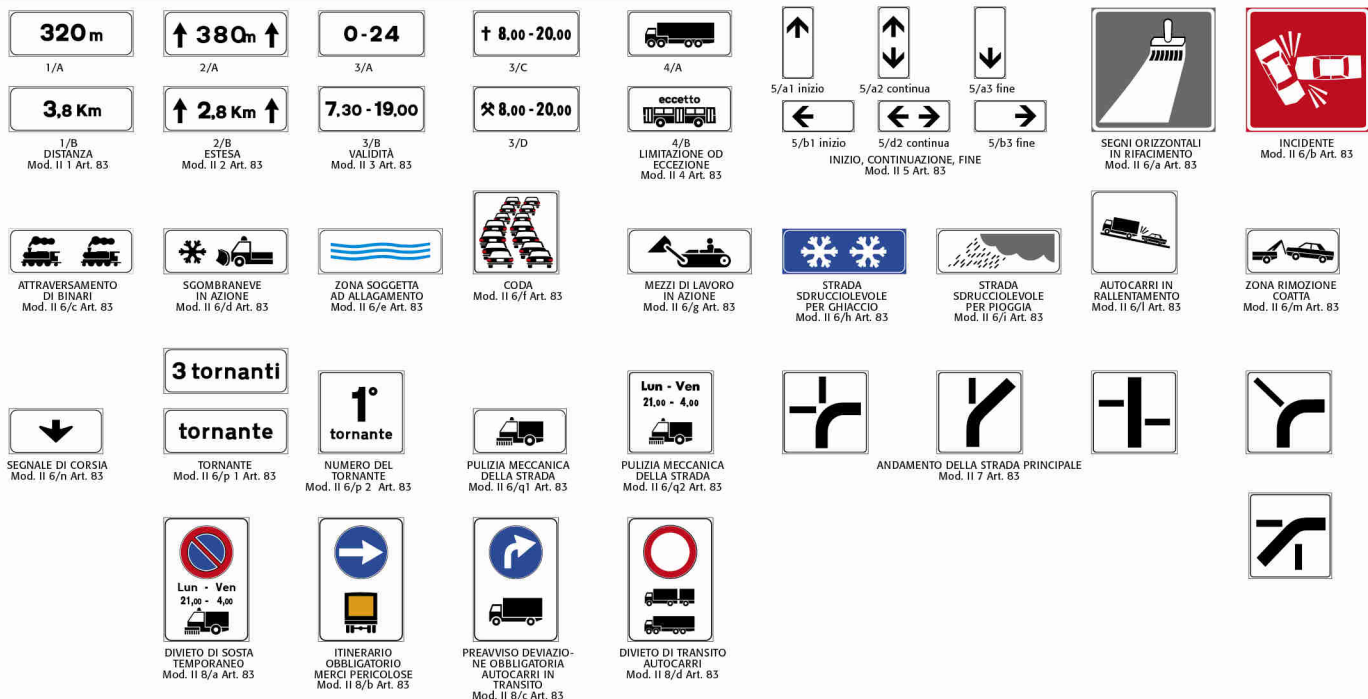 320 m
↑ 380m ↑
0-24
† 8,00-20,00
1/A
2/A
3/A
3/C
4/A
5/a1 inizio
5/a2 continua
5/a3 fine
3,8 Km
↑ 2,8 Km ↑
7,30-19,00
8,00-20,00
eccetto
1/B
DISTANZA
Mod. II 1 Art. 83
2/B
ESTESA
Mod. II 2 Art. 83
3/B
VALIDITÀ
Mod. II 3 Art. 83
3/D
4/B
LIMITAZIONE OD
ECCEZIONE
Mod. II 4 Art. 83
5/b1 inizio
5/d2 continua
5/b3 fine
INIZIO, CONTINUAZIONE, FINE
Mod. II 5 Art. 83
SEGNI ORIZZONTALI
IN RIFACIMENTO
Mod. II 6/a Art. 83
INCIDENTE
Mod. II 6/b Art. 83
ATTRAVERSAMENTO
DI BINARI
Mod. II 6/c Art. 83
SGOMBRANEVE
IN AZIONE
Mod. II 6/d Art. 83
ZONA SOGGETTA
AD ALLAGAMENTO
Mod. II 6/e Art. 83
CODA
Mod. II 6/f Art. 83
MEZZI DI LAVORO
IN AZIONE
Mod. II 6/g Art. 83
STRADA
SDRUCCIOLEVOLE
PER GHIACCIO
Mod. II 6/h Art. 83
STRADA
SDRUCCIOLEVOLE
PER PIOGGIA
Mod. II 6/i Art. 83
AUTOCARRI IN
RALLENTAMENTO
Mod. II 6/l Art. 83
ZONA RIMOZIONE
COATTA
Mod. II 6/m Art. 83
3 tornanti
tornante
1°
tornante
Lun - Ven
21,00 - 4,00
SEGNALE DI CORSIA
Mod. II 6/n Art. 83
TORNANTE
Mod. II 6/p 1 Art. 83
NUMERO DEL
TORNANTE
Mod. II 6/p 2 Art. 83
PULIZIA MECCANICA
DELLA STRADA
Mod. II 6/q1 Art. 83
PULIZIA MECCANICA
DELLA STRADA
Mod. II 6/q2 Art. 83
ANDAMENTO DELLA STRADA PRINCIPALE
Mod. II 7 Art. 83
Lun - Ven
21,00 - 4,00
DIVIETO DI SOSTA
TEMPORANEO
Mod. II 8/a Art. 83
ITINERARIO
OBBLIGATORIO
MERCI PERICOLOSE
Mod. II 8/b Art. 83
PREAVVISO DEVIAZIO-
NE OBBLIGATORIA
AUTOCARRI IN
TRANSITO
Mod. II 8/c Art. 83
DIVIETO DI TRANSITO
AUTOCARRI
Mod. II 8/d Art. 83